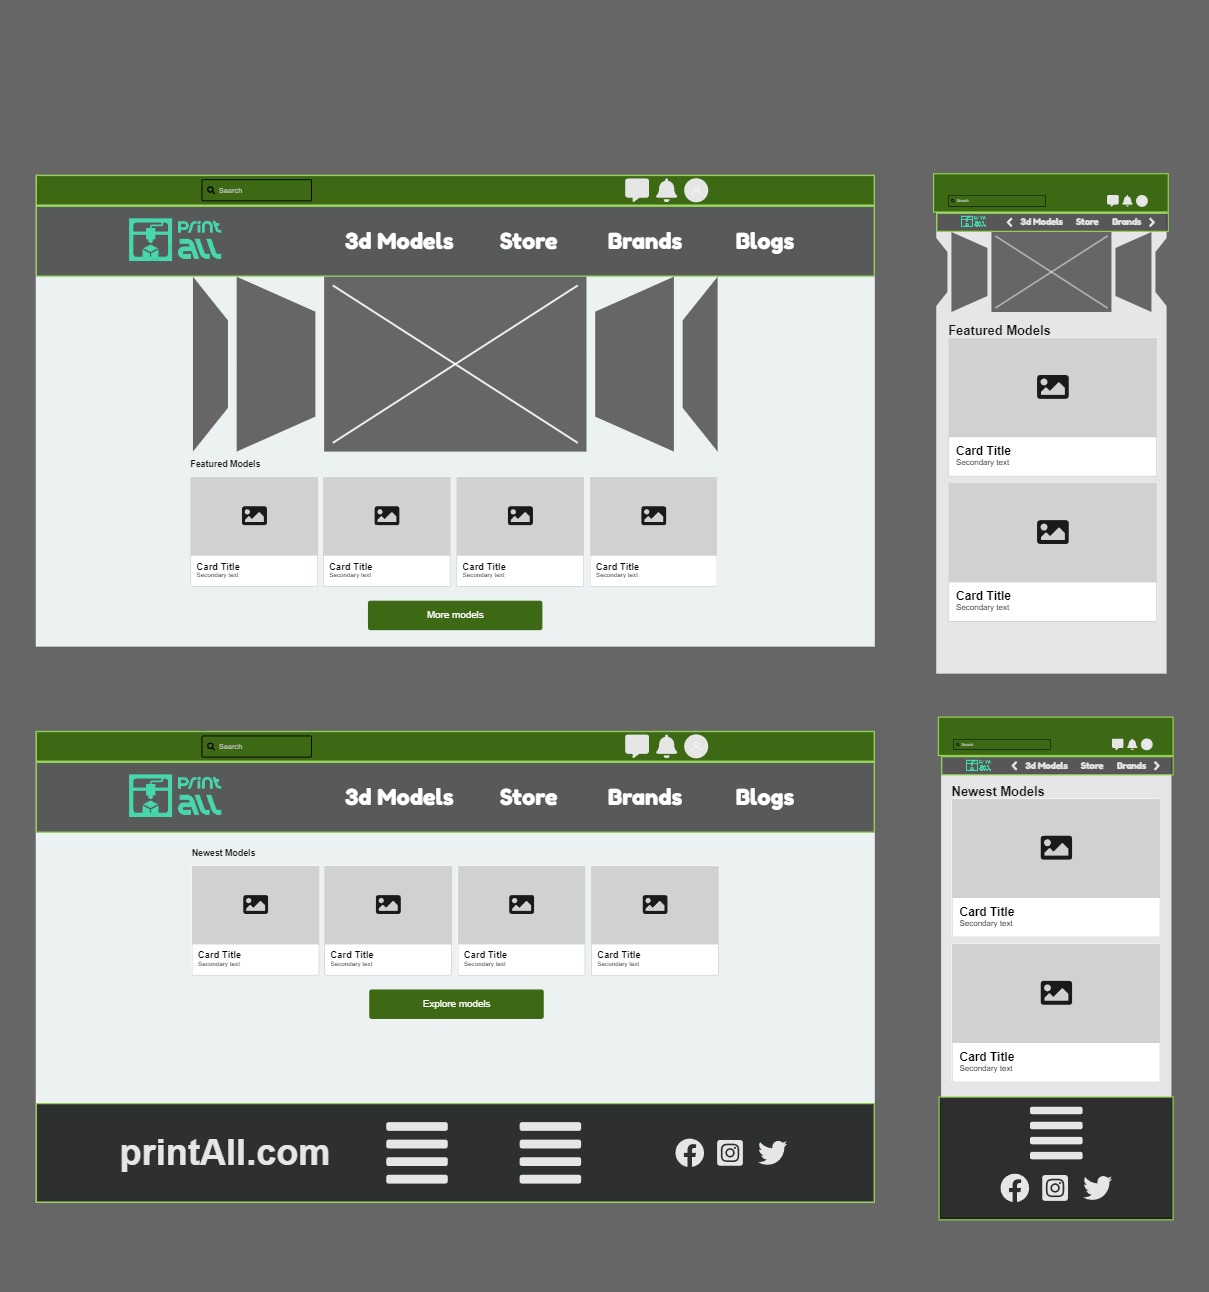 Search
print
all
3d Models Store Brands Blogs
Featured Models
Card Title Card Title Card Title Card Title
Secondary text Secondary text Secondary text Secondary text
More models
Search
print
all
3d Models Store Brands
Featured Models
Card Title
Secondary text
Card Title
Secondary text
Search
print
all
3d Models Store Brands Blogs
Newest Models
Card Title Card Title Card Title Card Title
Secondary text Secondary text Secondary text Secondary text
Explore models
printAll.com
Search
print
all
3d Models Store Brands
Newest Models
Card Title
Secondary text
Card Title
Secondary text